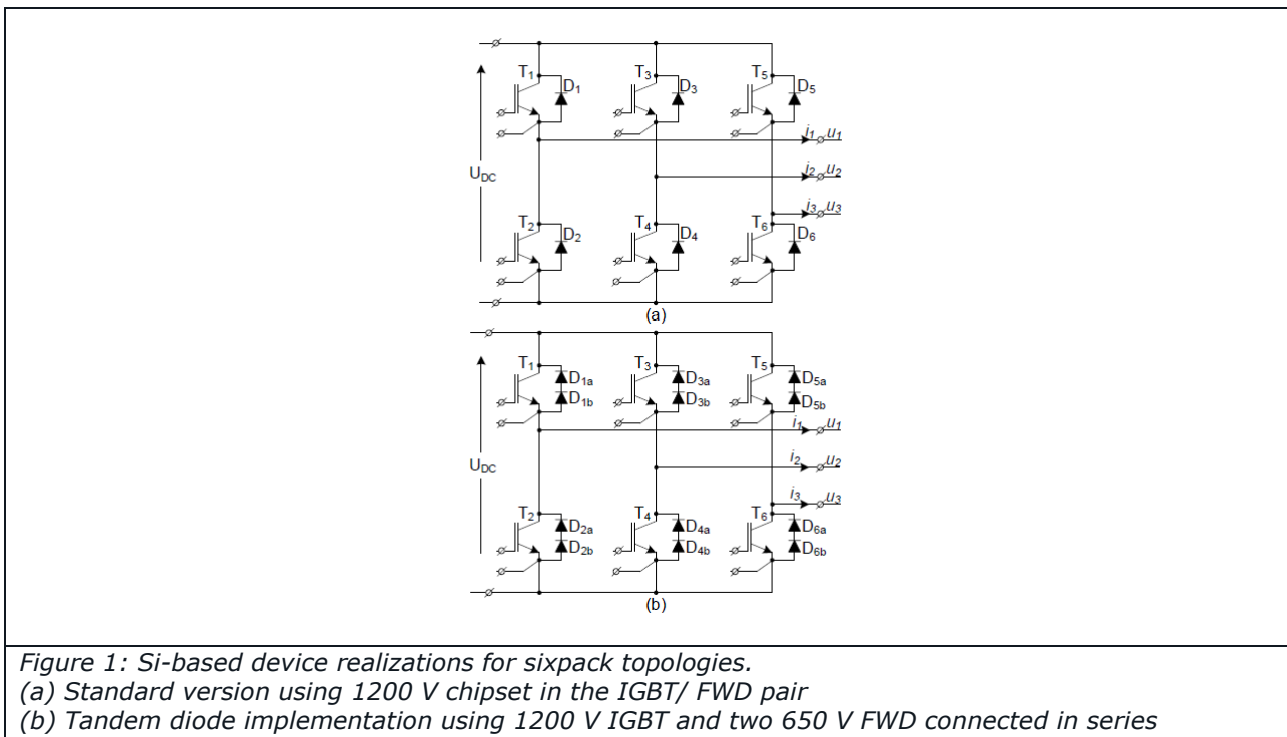 T1 T3 T5
D1 D3 D5
i1 u1
UDC i2 u2
i3 u3
T2 T4 T6
D2 D4 D6
(a)
T1 T3 T5
D1a D3a D5a
D1b D3b D5b
i1 u1
UDC i2 u2
i3 u3
T2 T4 T6
D2a D4a D6a
D2b D4b D6b
(b)
Figure 1: Si-based device realizations for sixpack topologies.
(a) Standard version using 1200 V chipset in the IGBT/ FWD pair
(b) Tandem diode implementation using 1200 V IGBT and two 650 V FWD connected in series